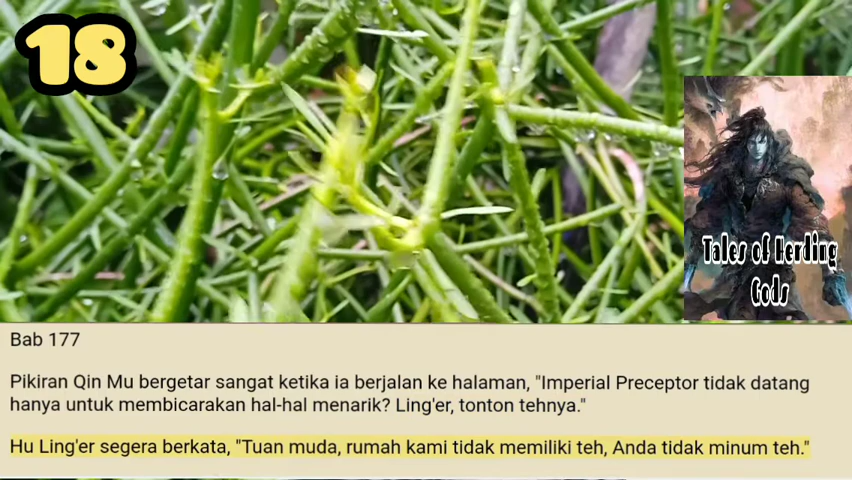 18
Tales of Herding
Gods
Bab 177
Pikiran Qin Mu bergetar sangat ketika ia berjalan ke halaman, "Imperial Preceptor tidak datang
hanya untuk membicarakan hal-hal menarik? Ling'er, tonton tehnya."
Hu Ling'er segera berkata, "Tuan muda, rumah kami tidak memiliki teh, Anda tidak minum teh."